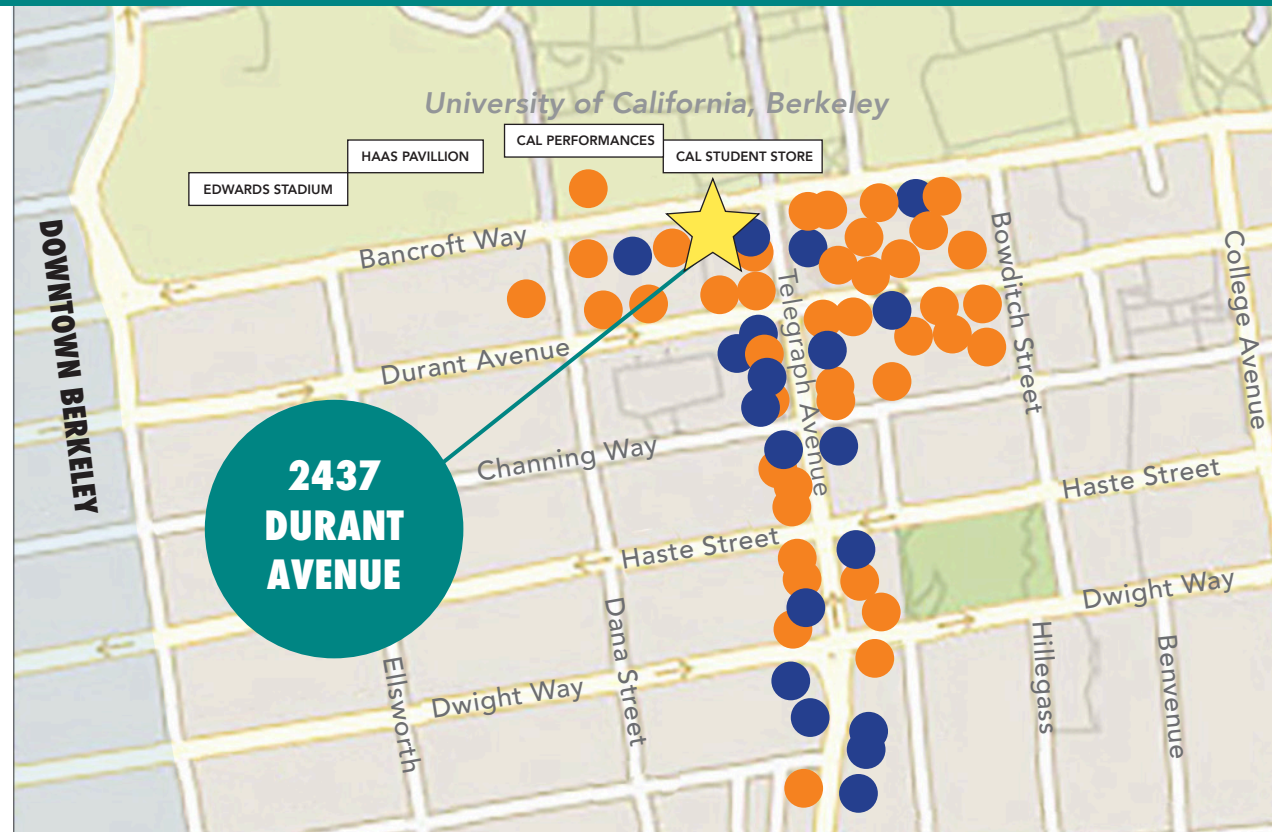 University of California, Berkeley
CAL PERFORMANCES
CAL STUDENT STORE
HAAS PAVILLION
EDWARDS STADIUM
DOWNTOWN BERKELEY
Bancroft Way
Bowditch Street
College Avenue
Telegraph Avenue
Durant Avenue
2437
DURANT
AVENUE
Channing Way
Haste Street
Haste Street
Dwight Way
Dana Street
Ellsworth
Hillegass
Benvenue
Dwight Way